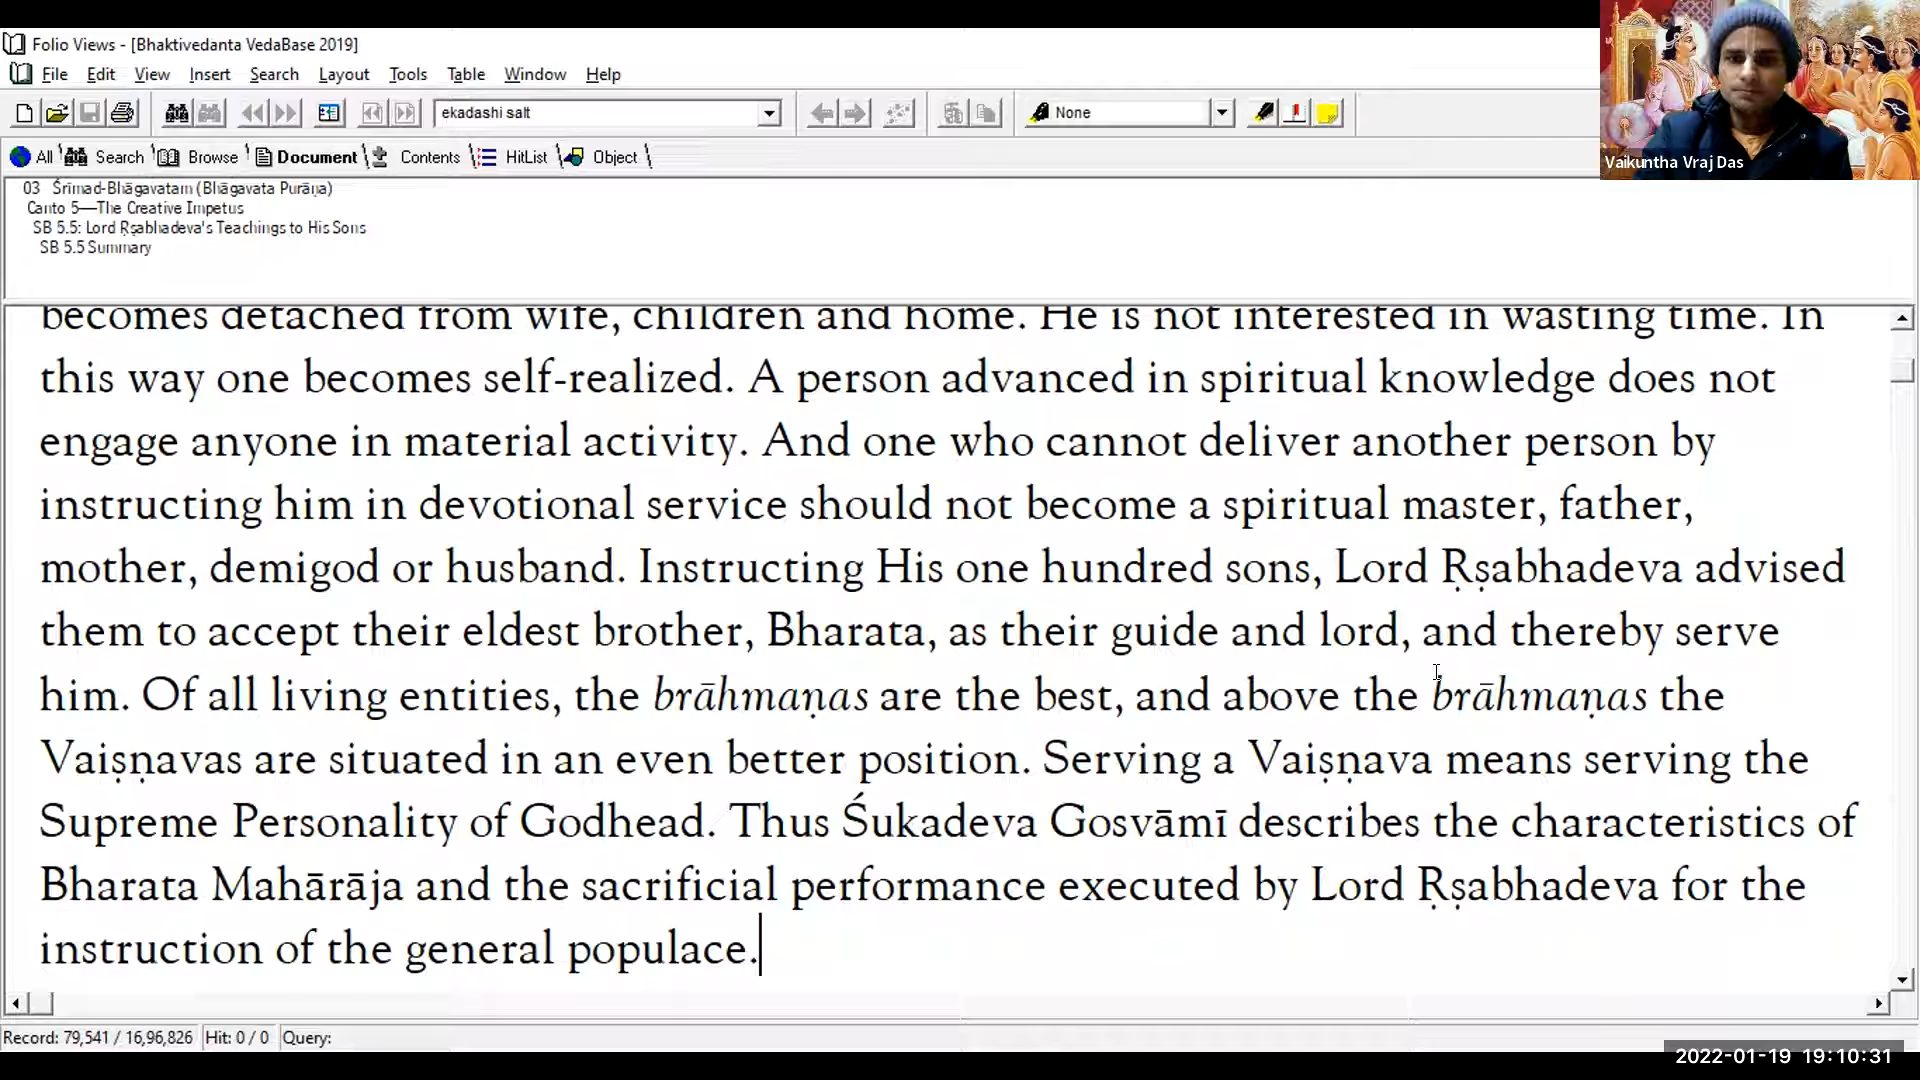 Folio Views - [Bhaktivedanta VedaBase 2019]
File Edit View Insert Search Layout Tools Table Window Help
ekadashi salt
None
All Search Browse Document Contents HitList Object
Vaikuntha Vraj Das
03 Śrīmad-Bhāgavatam (Bhāgavata Purāṇa)
Canto 5—The Creative Impetus
SB 5.5: Lord Ṛṣabhadeva's Teachings to His Sons
SB 5.5 Summary
becomes detached from wife, children and home. He is not interested in wasting time. In
this way one becomes self-realized. A person advanced in spiritual knowledge does not
engage anyone in material activity. And one who cannot deliver another person by
instructing him in devotional service should not become a spiritual master, father,
mother, demigod or husband. Instructing His one hundred sons, Lord Ṛṣabhadeva advised
them to accept their eldest brother, Bharata, as their guide and lord, and thereby serve
him. Of all living entities, the brāhmaṇas are the best, and above the brāhmaṇas the
Vaiṣṇavas are situated in an even better position. Serving a Vaiṣṇava means serving the
Supreme Personality of Godhead. Thus Śukadeva Gosvāmī describes the characteristics of
Bharata Mahārāja and the sacrificial performance executed by Lord Ṛṣabhadeva for the
instruction of the general populace.
Record: 79,541 / 16,96,826 Hit: 0 / 0 Query:
2022-01-19 19:10:31